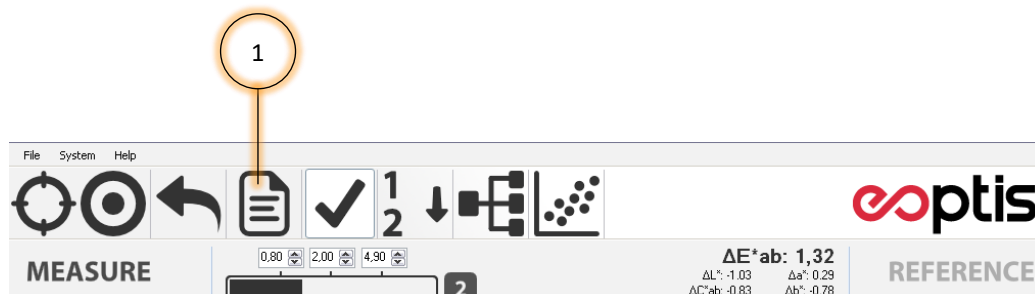 1
File System Help
1
2
eoptis
MEASURE
0,80 2,00 4,90
2
ΔE*ab: 1,32
ΔL*: -1.03 Δa*: 0.29
ΔC*ab: -0.83 Δb*: -0.78
REFERENCE